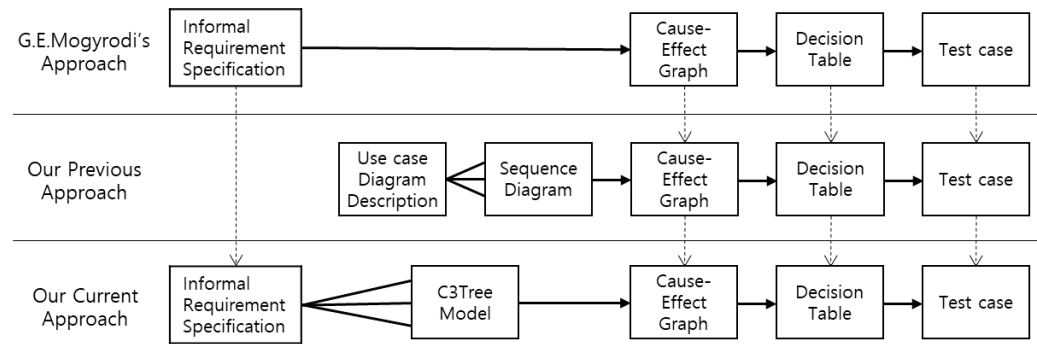 G.E.Mogyrodi's
Approach
Informal
Requirement
Specification
Cause-
Effect
Graph
Decision
Table
Test case
Our Previous
Approach
Use case
Diagram
Description
Sequence
Diagram
Cause-
Effect
Graph
Decision
Table
Test case
Our Current
Approach
Informal
Requirement
Specification
C3Tree
Model
Cause-
Effect
Graph
Decision
Table
Test case